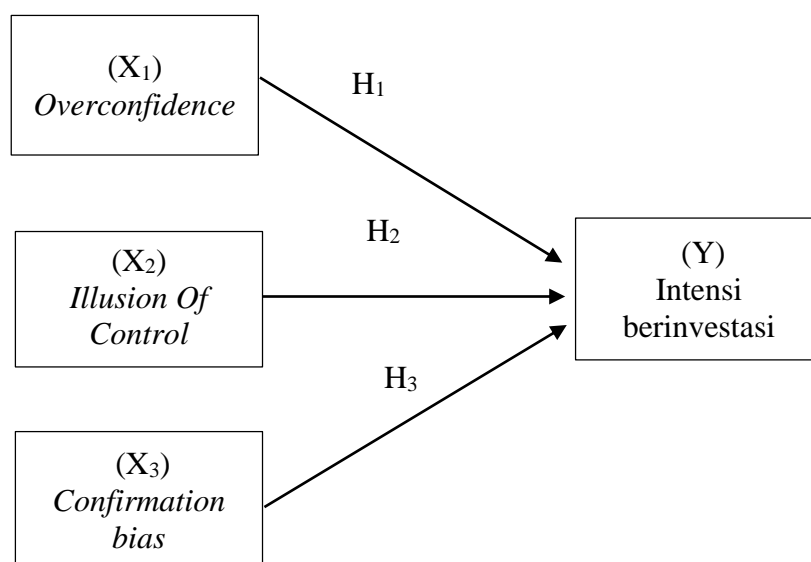 (X₁)
Overconfidence
H₁
(X₂)
Illusion Of
Control
H₂
(Y)
Intensi
berinvestasi
H₃
(X₃)
Confirmation
bias